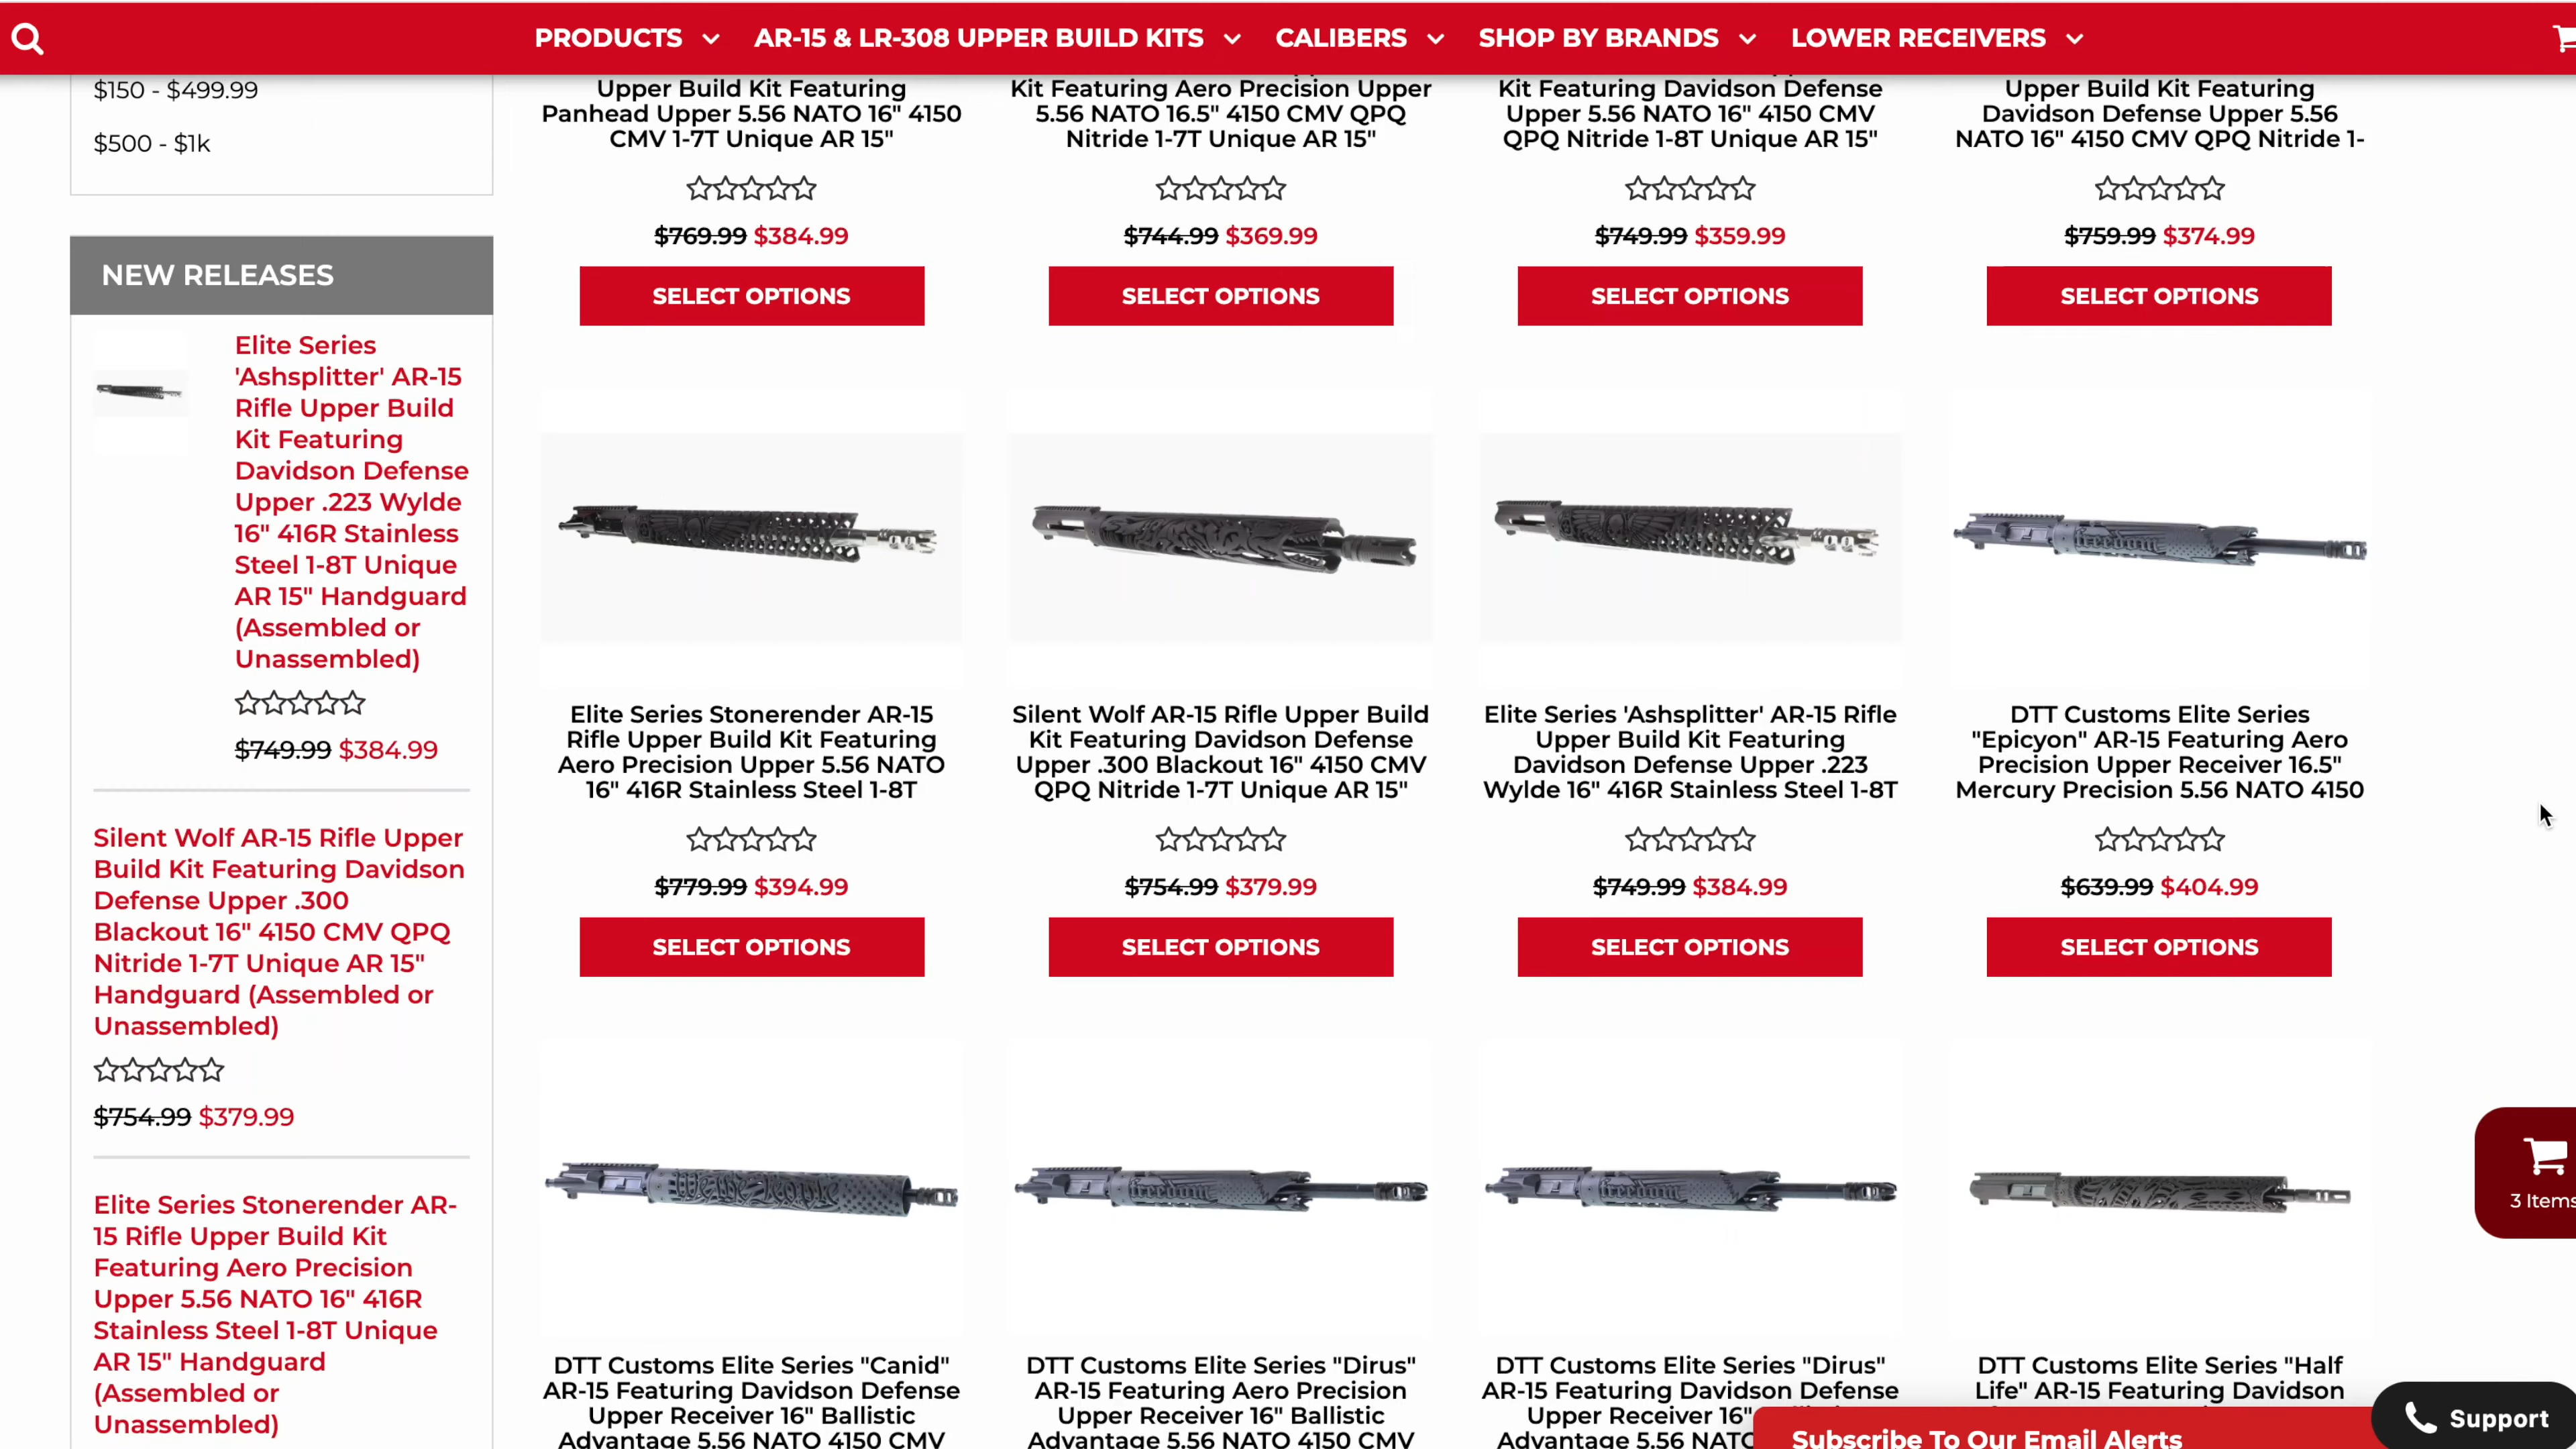 PRODUCTS
AR-15 & LR-308 UPPER BUILD KITS
CALIBERS
SHOP BY BRANDS
LOWER RECEIVERS
$150 - $499.99
$500 - $1k
NEW RELEASES
Elite Series
'Ashsplitter' AR-15
Rifle Upper Build
Kit Featuring
Davidson Defense
Upper .223 Wylde
16" 416R Stainless
Steel 1-8T Unique
AR 15" Handguard
(Assembled or
Unassembled)
$749.99 $384.99
Silent Wolf AR-15 Rifle Upper
Build Kit Featuring Davidson
Defense Upper .300
Blackout 16" 4150 CMV QPQ
Nitride 1-7T Unique AR 15"
Handguard (Assembled or
Unassembled)
$754.99 $379.99
Elite Series Stonerender AR-
15 Rifle Upper Build Kit
Featuring Aero Precision
Upper 5.56 NATO 16" 416R
Stainless Steel 1-8T Unique
AR 15" Handguard
(Assembled or
Unassembled)
Upper Build Kit Featuring
Panhead Upper 5.56 NATO 16" 4150
CMV 1-7T Unique AR 15"
$769.99 $384.99
SELECT OPTIONS
Kit Featuring Aero Precision Upper
5.56 NATO 16.5" 4150 CMV QPQ
Nitride 1-7T Unique AR 15"
$744.99 $369.99
SELECT OPTIONS
Kit Featuring Davidson Defense
Upper 5.56 NATO 16" 4150 CMV
QPQ Nitride 1-8T Unique AR 15"
$749.99 $359.99
SELECT OPTIONS
Upper Build Kit Featuring
Davidson Defense Upper 5.56
NATO 16" 4150 CMV QPQ Nitride 1-
$759.99 $374.99
SELECT OPTIONS
Elite Series Stonerender AR-15
Rifle Upper Build Kit Featuring
Aero Precision Upper 5.56 NATO
16" 416R Stainless Steel 1-8T
$779.99 $394.99
SELECT OPTIONS
Silent Wolf AR-15 Rifle Upper Build
Kit Featuring Davidson Defense
Upper .300 Blackout 16" 4150 CMV
QPQ Nitride 1-7T Unique AR 15"
$754.99 $379.99
SELECT OPTIONS
Elite Series 'Ashsplitter' AR-15 Rifle
Upper Build Kit Featuring
Davidson Defense Upper .223
Wylde 16" 416R Stainless Steel 1-8T
$749.99 $384.99
SELECT OPTIONS
DTT Customs Elite Series
"Epicyon" AR-15 Featuring Aero
Precision Upper Receiver 16.5"
Mercury Precision 5.56 NATO 4150
$639.99 $404.99
SELECT OPTIONS
DTT Customs Elite Series "Canid"
AR-15 Featuring Davidson Defense
Upper Receiver 16" Ballistic
Advantage 5.56 NATO 4150 CMV
DTT Customs Elite Series "Dirus"
AR-15 Featuring Aero Precision
Upper Receiver 16" Ballistic
Advantage 5.56 NATO 4150 CMV
DTT Customs Elite Series "Dirus"
AR-15 Featuring Davidson Defense
Upper Receiver 16"
Advantage 5.56 NATO
DTT Customs Elite Series "Half
Life" AR-15 Featuring Davidson
3 Items
Support
Subscribe To Our Email Alerts